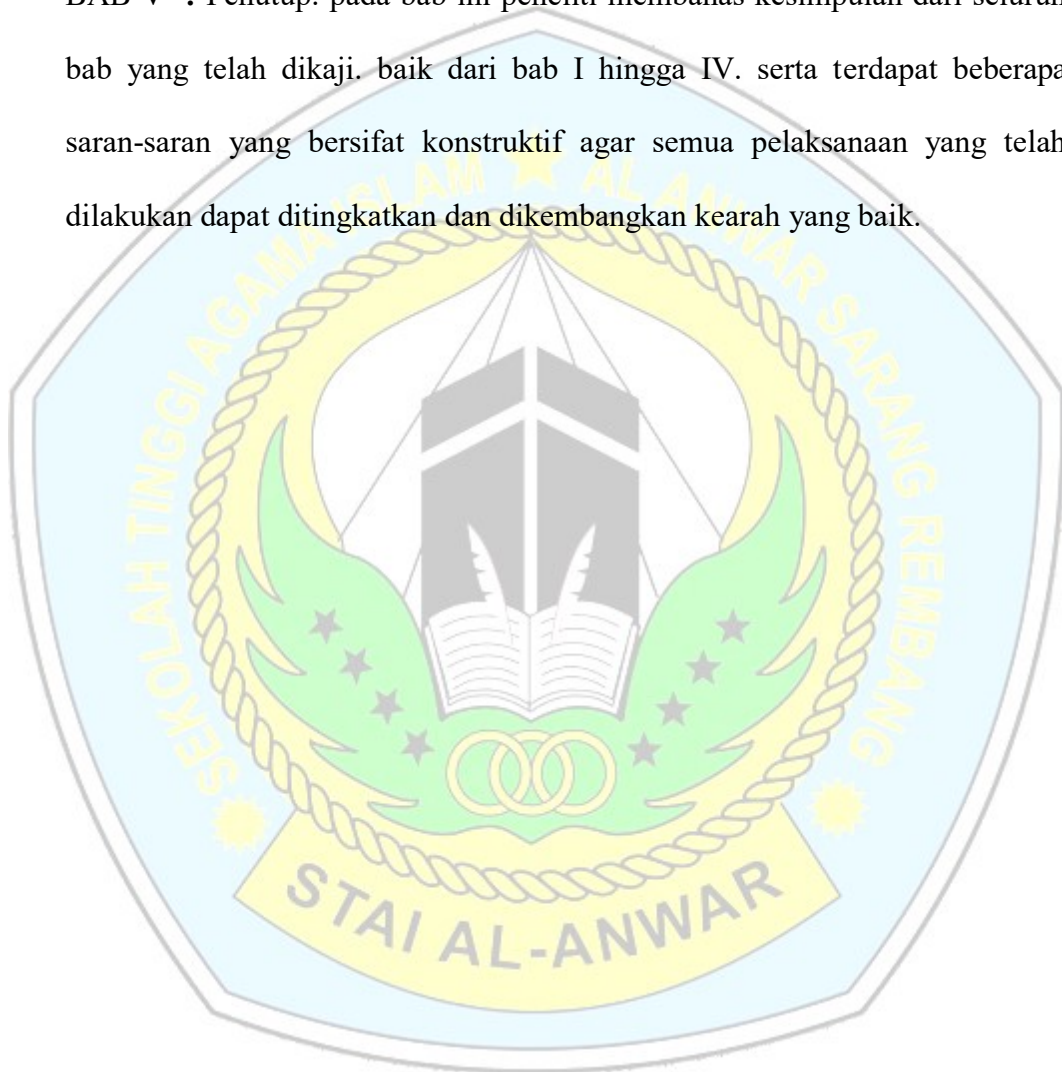 BAB V : Penutup. pada bab ini peneliti membahas kesimpulan dari seluruh
bab yang telah dikaji. baik dari bab I hingga IV. serta terdapat beberapa
saran-saran yang bersifat konstruktif agar semua pelaksanaan yang telah
dilakukan dapat ditingkatkan dan dikembangkan kearah yang baik.
SEKOLAH TINGGI AGAMA ISLAM ★ AL ANWAR SARANG REMBANG
STAI AL-ANWAR